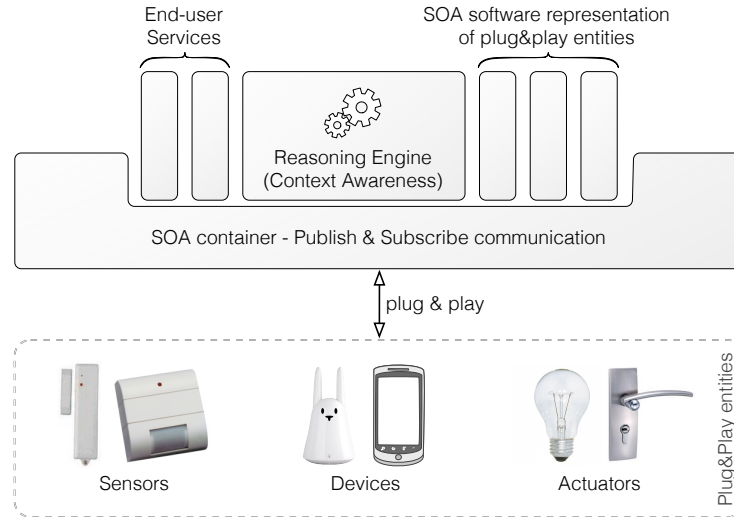 End-user
Services
SOA software representation
of plug&play entities
Reasoning Engine
(Context Awareness)
SOA container - Publish & Subscribe communication
plug & play
Sensors
Devices
Actuators
Plug&Play entities